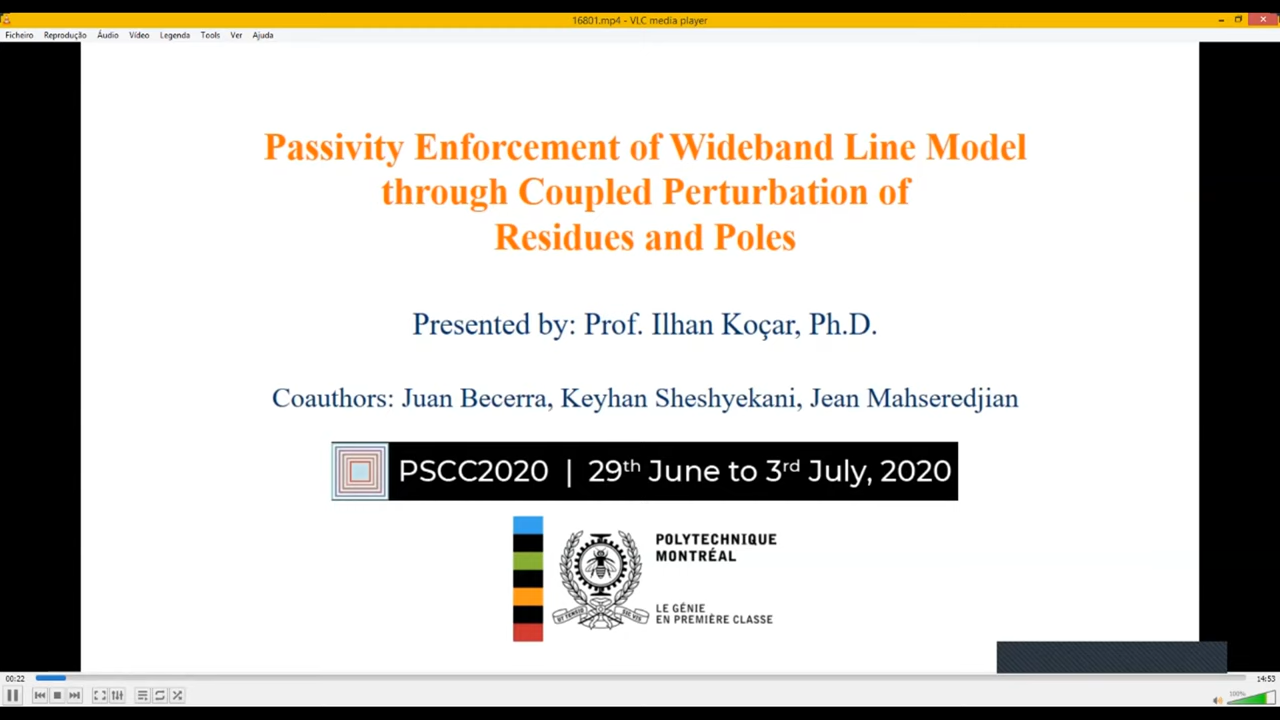 16801.mp4 - VLC media player
Ficheiro Reprodução Áudio Vídeo Legenda Tools Ver Ajuda
Passivity Enforcement of Wideband Line Model
through Coupled Perturbation of
Residues and Poles
Presented by: Prof. Ilhan Koçar, Ph.D.
Coauthors: Juan Becerra, Keyhan Sheshyekani, Jean Mahseredjian
PSCC2020 | 29th June to 3rd July, 2020
POLYTECHNIQUE
MONTRÉAL
LE GÉNIE
EN PREMIÈRE CLASSE
00:22
14:53
100%